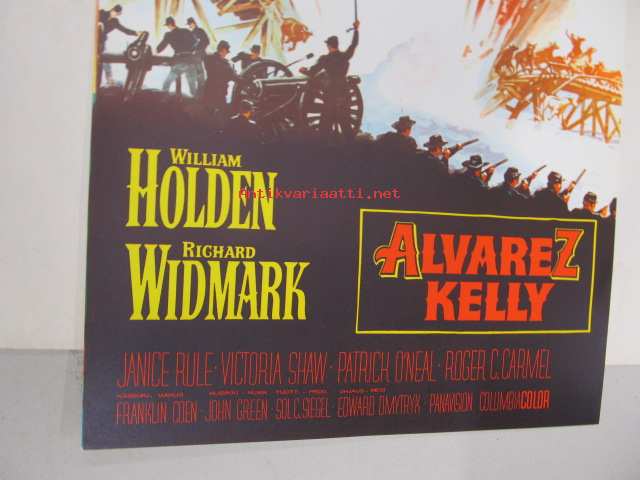 WILLIAM
HOLDEN
Antikvariaatti.net
RICHARD
WIDMARK
ALVAREZ
KELLY
JANICE RULE · VICTORIA SHAW · PATRICK O'NEAL · ROGER C. CARMEL
FRANKLIN COEN · JOHN GREEN · SOL C. SIEGEL · EDWARD DMYTRYK · PANAVISION COLUMBIACOLOR